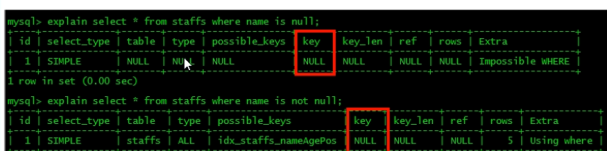 mysql> explain select * from staffs where name is null;
| id | select_type | table | type | possible_keys | key | key_len | ref | rows | Extra |
| 1 | SIMPLE | NULL | NULL | NULL | NULL | NULL | NULL | NULL | Impossible WHERE |
1 row in set (0.00 sec)
mysql> explain select * from staffs where name is not null;
| id | select_type | table | type | possible_keys | key | key_len | ref | rows | Extra |
| 1 | SIMPLE | staffs | ALL | idx_staffs_nameAgePos | NULL | NULL | NULL | 5 | Using where |